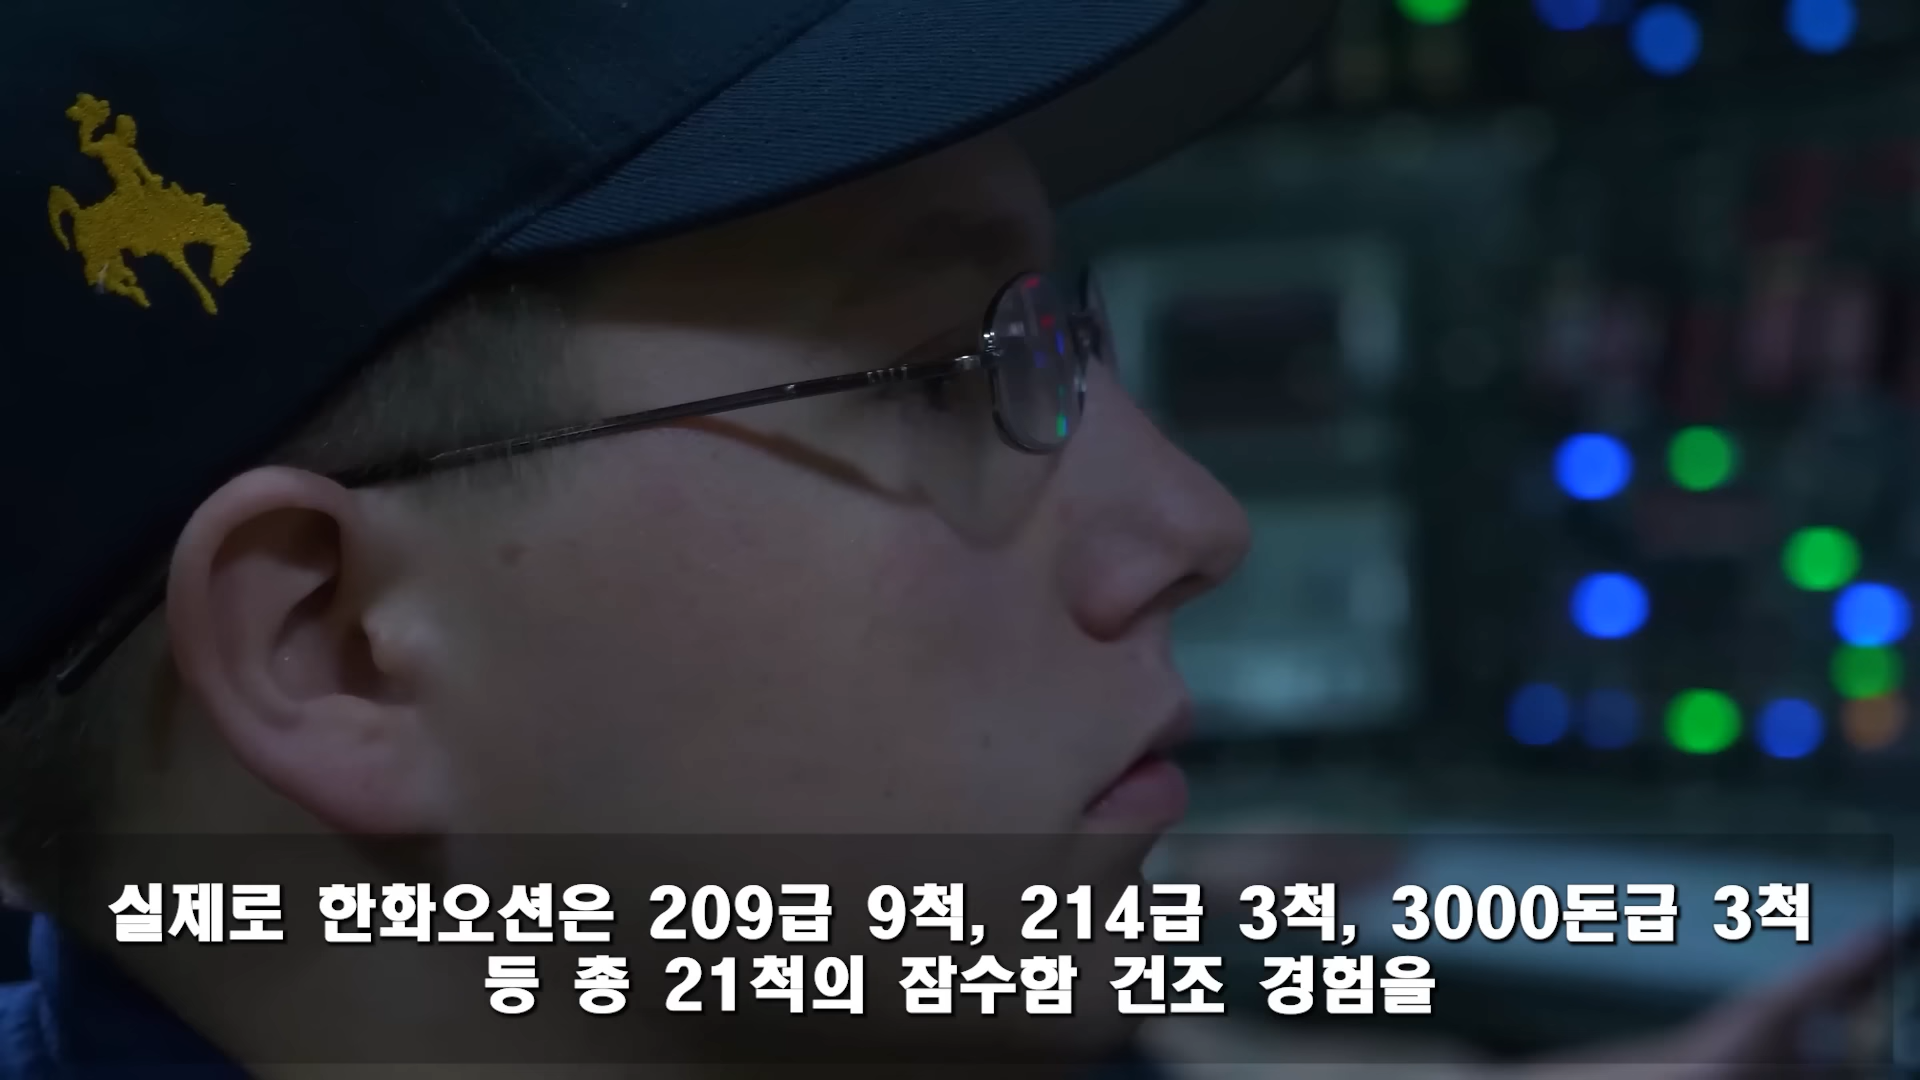 실제로 한화오션은 209급 9척, 214급 3척, 3000톤급 3척
등 총 21척의 잠수함 건조 경험을